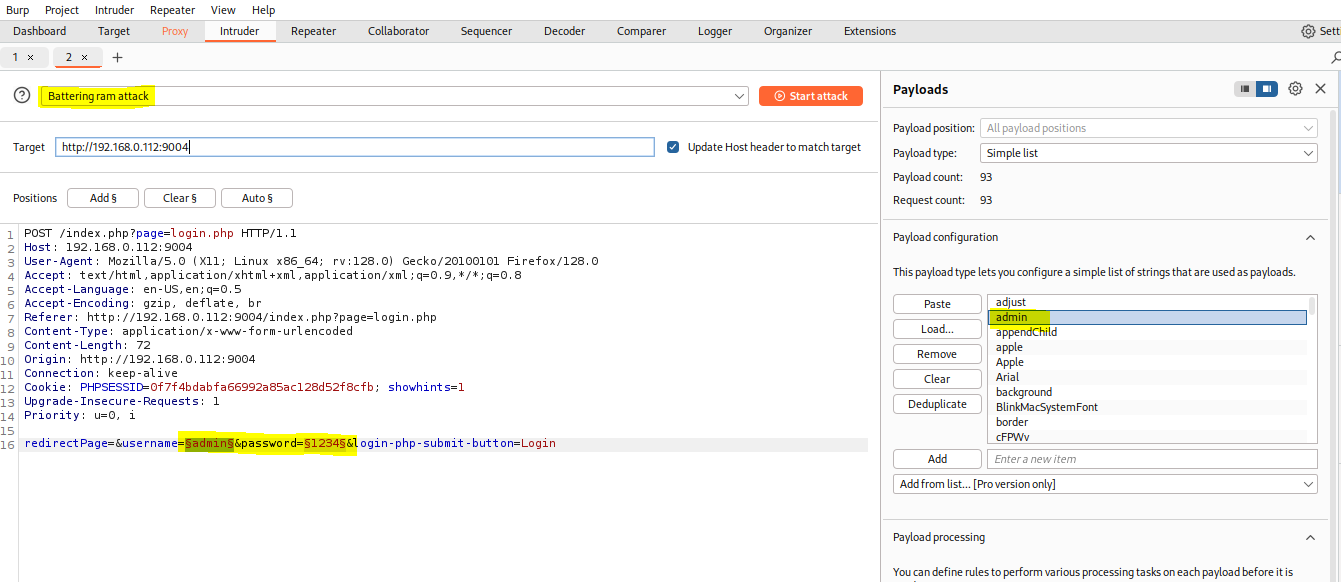 Burp Project Intruder Repeater View Help
Dashboard Target Proxy Intruder Repeater Collaborator Sequencer Decoder Comparer Logger Organizer Extensions
1 × 2 × +
Battering ram attack
Start attack
Target http://192.168.0.112:9004
Update Host header to match target
Positions Add § Clear § Auto §
1 POST /index.php?page=login.php HTTP/1.1
2 Host: 192.168.0.112:9004
3 User-Agent: Mozilla/5.0 (X11; Linux x86_64; rv:128.0) Gecko/20100101 Firefox/128.0
4 Accept: text/html,application/xhtml+xml,application/xml;q=0.9,*/*;q=0.8
5 Accept-Language: en-US,en;q=0.5
6 Accept-Encoding: gzip, deflate, br
7 Referer: http://192.168.0.112:9004/index.php?page=login.php
8 Content-Type: application/x-www-form-urlencoded
9 Content-Length: 72
10 Origin: http://192.168.0.112:9004
11 Connection: keep-alive
12 Cookie: PHPSESSID=0f7f4bdabfa66992a85ac128d52f8cfb; showhints=1
13 Upgrade-Insecure-Requests: 1
14 Priority: u=0, i
15
16 redirectPage=&username=§admin§&password=§1234§&login-php-submit-button=Login
Payloads
Payload position: All payload positions
Payload type: Simple list
Payload count: 93
Request count: 93
Payload configuration
This payload type lets you configure a simple list of strings that are used as payloads.
Paste
Load...
Remove
Clear
Deduplicate
adjust
admin
appendChild
apple
Apple
Arial
background
BlinkMacSystemFont
border
cFPWv
Add Enter a new item
Add from list... [Pro version only]
Payload processing
You can define rules to perform various processing tasks on each payload before it is